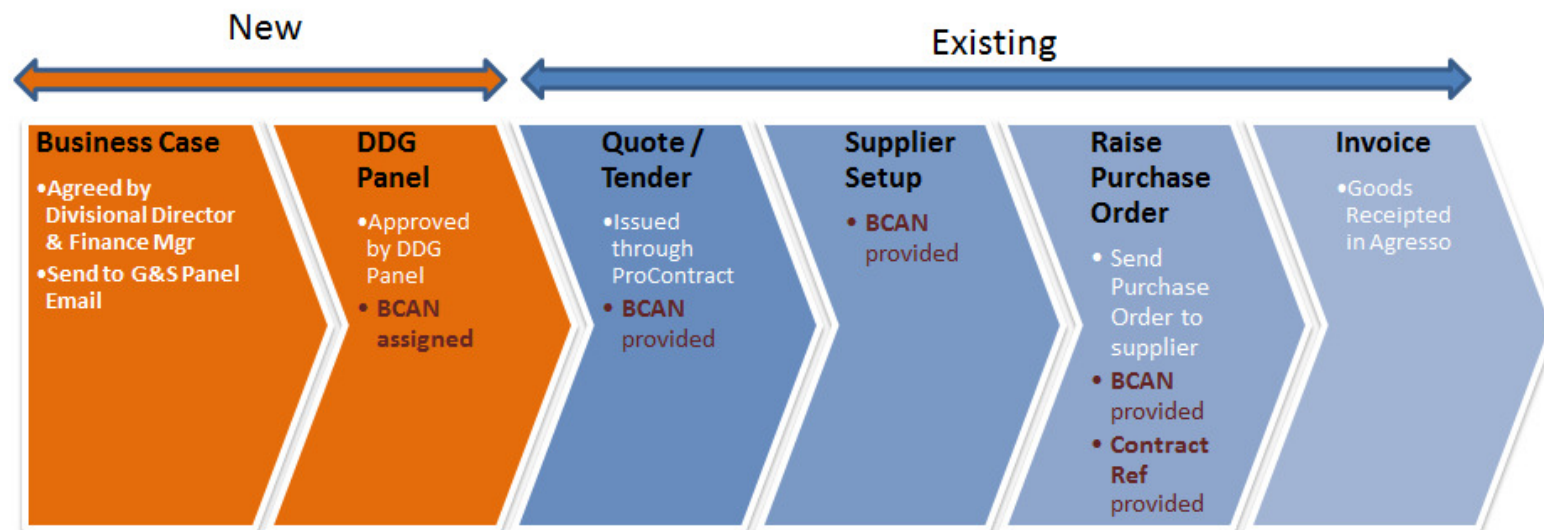 New
Existing
Business Case
•Agreed by
Divisional Director
& Finance Mgr
•Send to G&S Panel
Email
DDG
Panel
•Approved
by DDG
Panel
• BCAN
assigned
Quote /
Tender
•Issued
through
ProContract
• BCAN
provided
Supplier
Setup
• BCAN
provided
Raise
Purchase
Order
• Send
Purchase
Order to
supplier
• BCAN
provided
• Contract
Ref
provided
Invoice
•Goods
Receipted
in Agresso